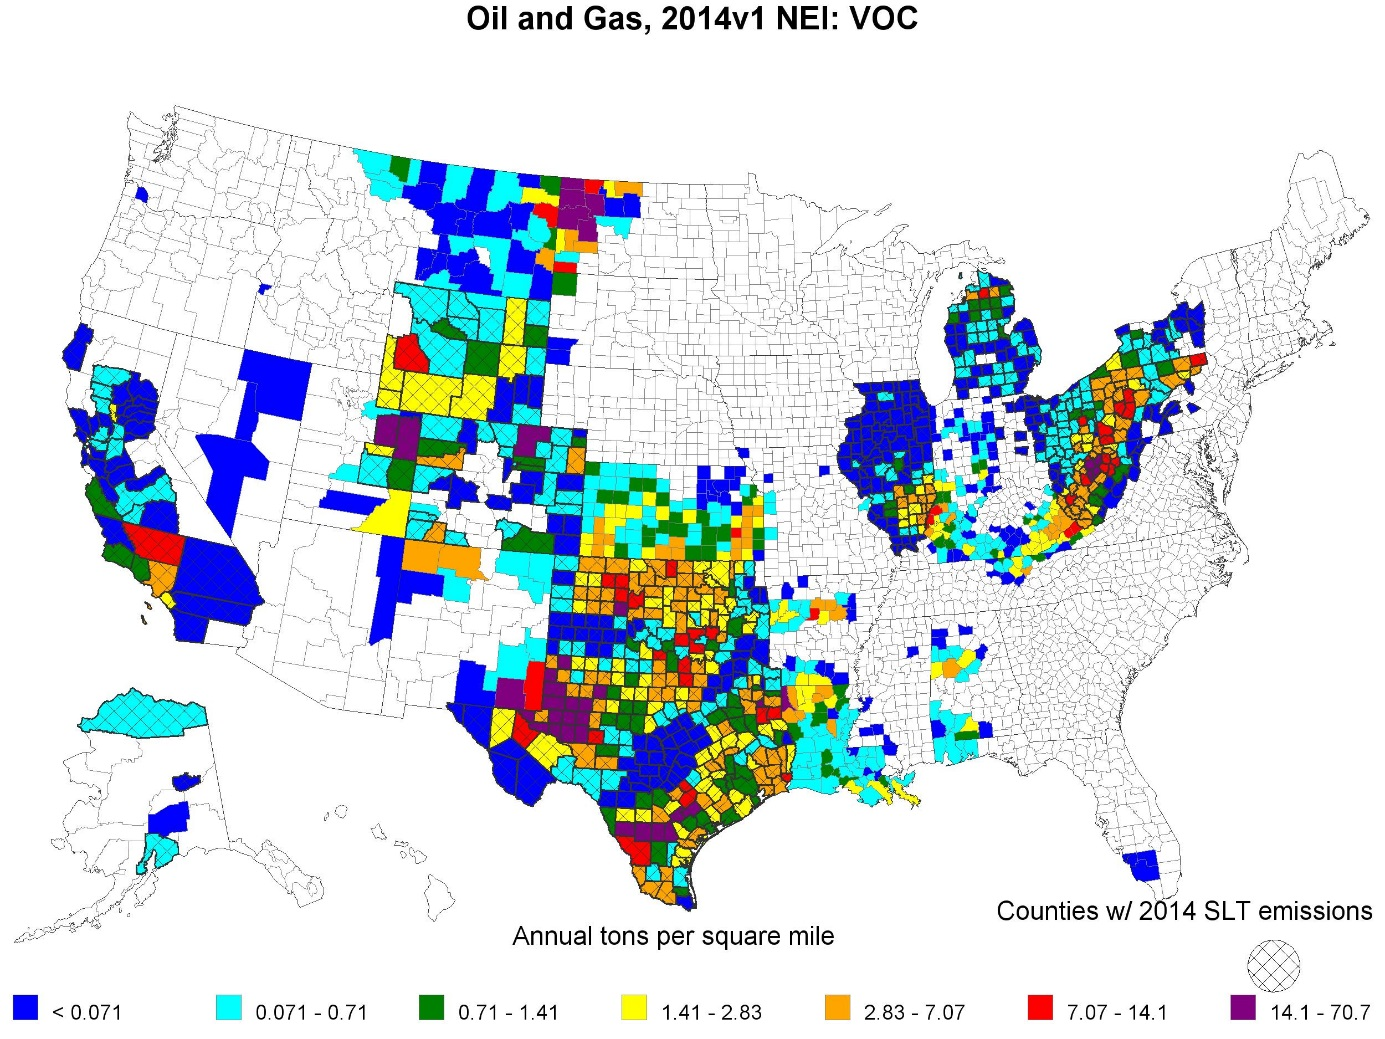 Oil and Gas, 2014v1 NEI: VOC
Counties w/ 2014 SLT emissions
Annual tons per square mile
< 0.071 0.071 - 0.71 0.71 - 1.41 1.41 - 2.83 2.83 - 7.07 7.07 - 14.1 14.1 - 70.7